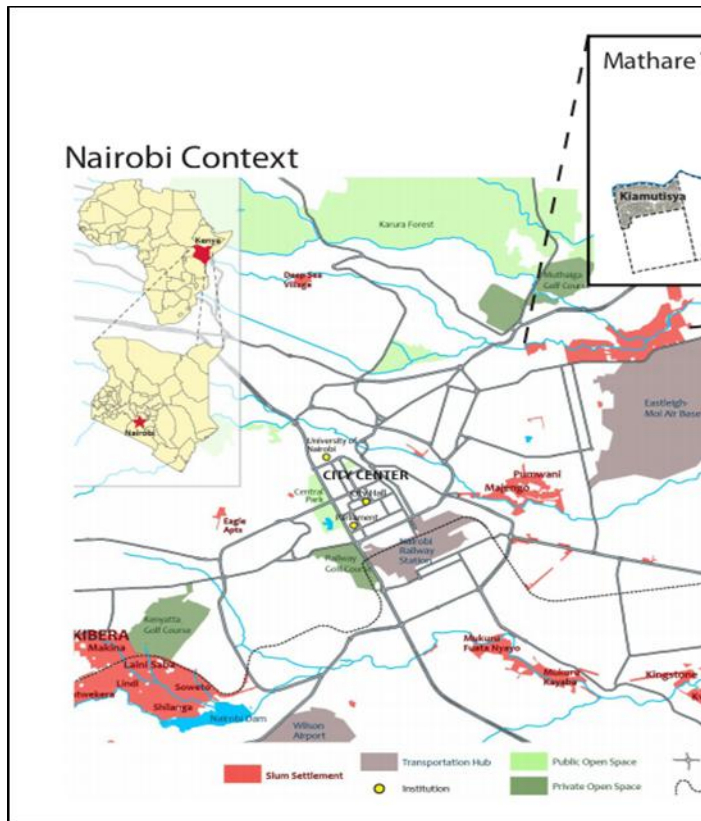 Mathare
Nairobi Context
Kiamutisya
Karura Forest
Kenya
Muthaiga
Golf Course
Deep Sea
Village
Eastleigh-
Moi Air Base
Nairobi
University of
Nairobi
CITY CENTER
Pumwani
Majengo
City Hall
Central
Park
Parliament
Eagle
Apts
Nairobi
Railway
Station
Railway
Golf Course
Kenyatta
Golf Course
KIBERA
Makina
Laini Saba
Lindi
Soweto
Shilanga
Nairobi Dam
Mukuru
Fuata Nyayo
Mukuru
Kayaba
Kingstone
Wilson
Airport
Slum Settlement
Transportation Hub
Institution
Public Open Space
Private Open Space